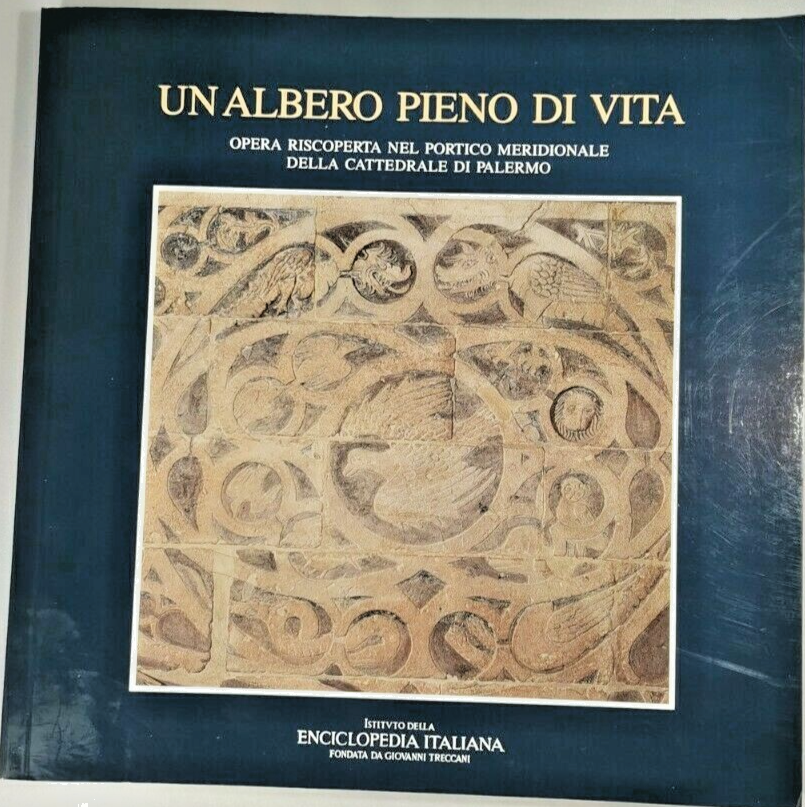 UN ALBERO PIENO DI VITA
OPERA RISCOPERTA NEL PORTICO MERIDIONALE
DELLA CATTEDRALE DI PALERMO
ISTITVTO DELLA
ENCICLOPEDIA ITALIANA
FONDATA DA GIOVANNI TRECCANI